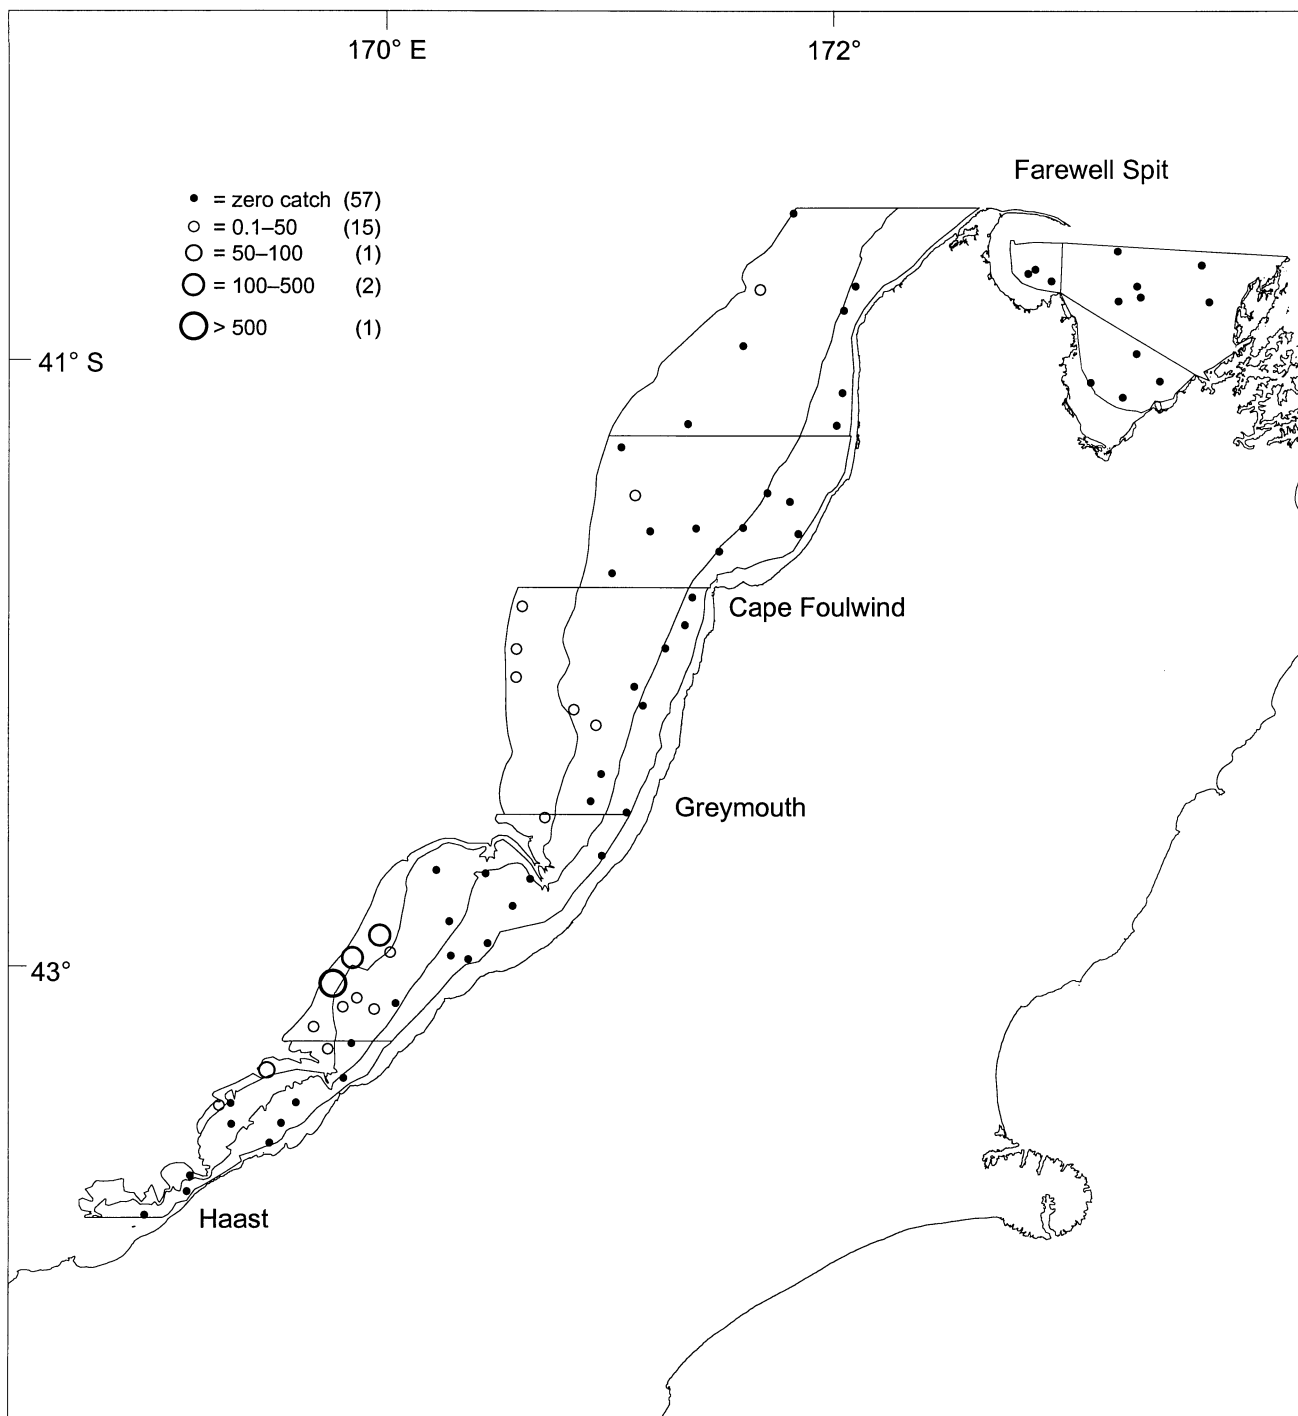 170° E 172°
Farewell Spit
= zero catch (57)
= 0.1–50 (15)
= 50–100 (1)
= 100–500 (2)
> 500 (1)
41° S
Cape Foulwind
Greymouth
43°
Haast